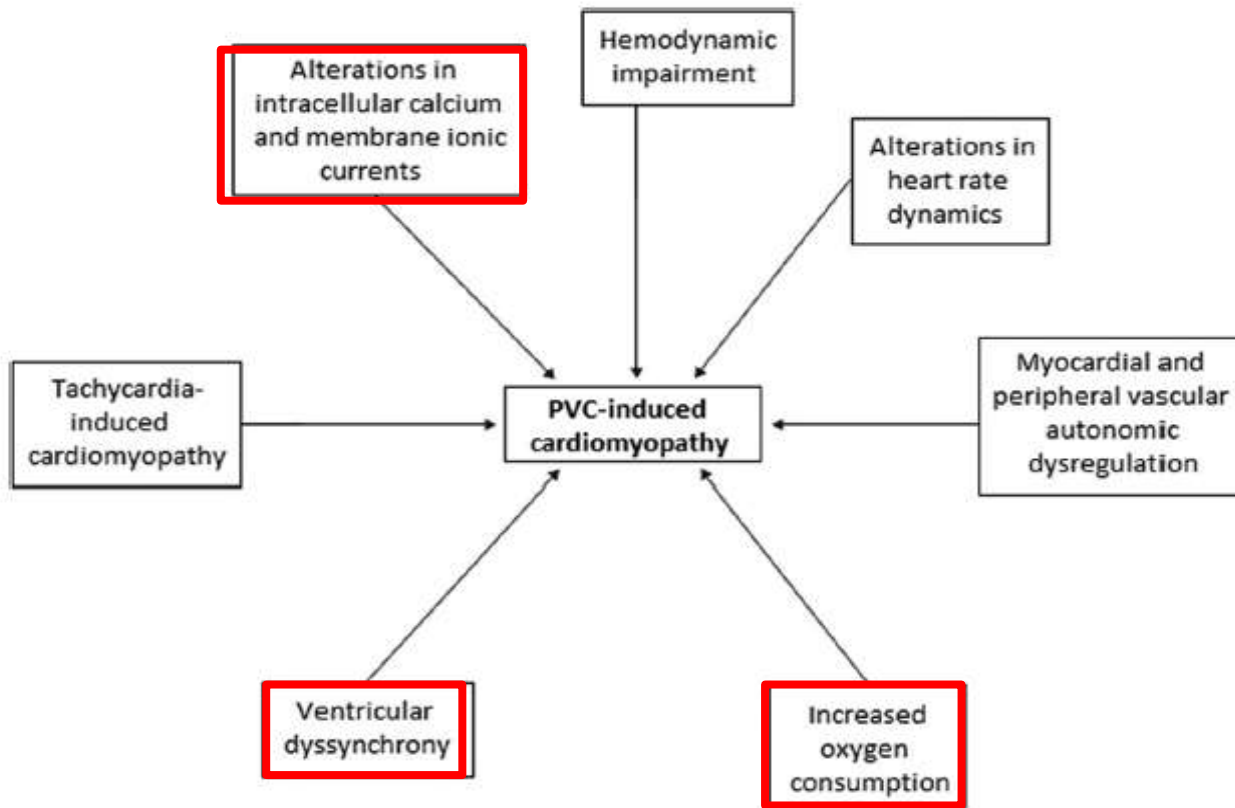 Hemodynamic
impairment
Alterations in
intracellular calcium
and membrane ionic
currents
Alterations in
heart rate
dynamics
Tachycardia-
induced
cardiomyopathy
PVC-induced
cardiomyopathy
Myocardial and
peripheral vascular
autonomic
dysregulation
Ventricular
dyssynchrony
Increased
oxygen
consumption